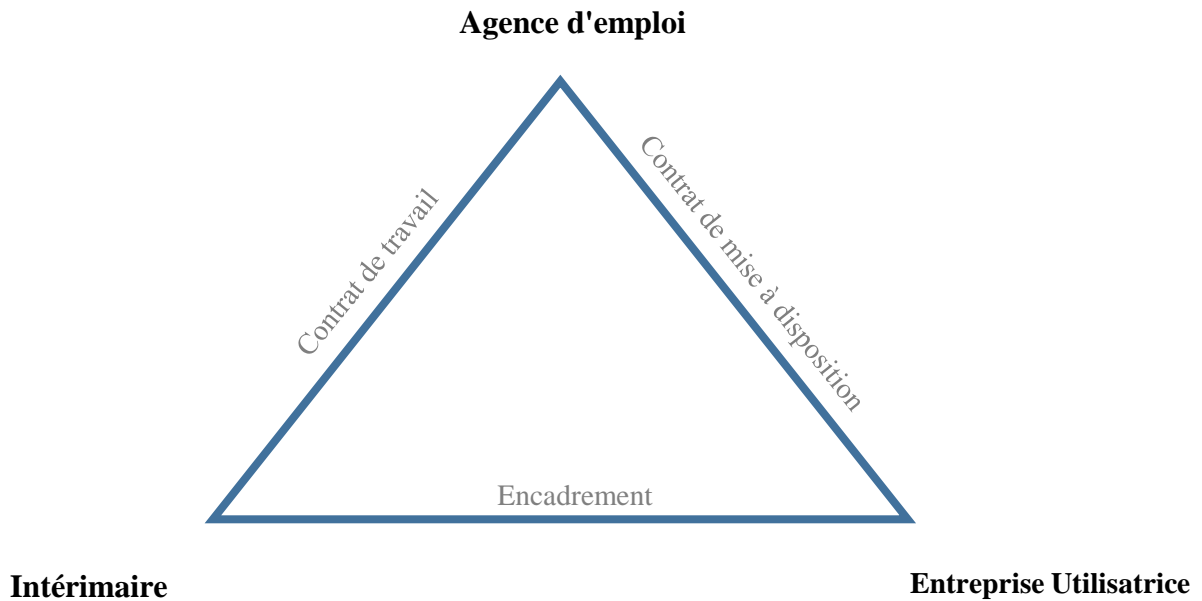 Agence d'emploi
Contrat de travail
Contrat de mise à disposition
Encadrement
Intérimaire
Entreprise Utilisatrice